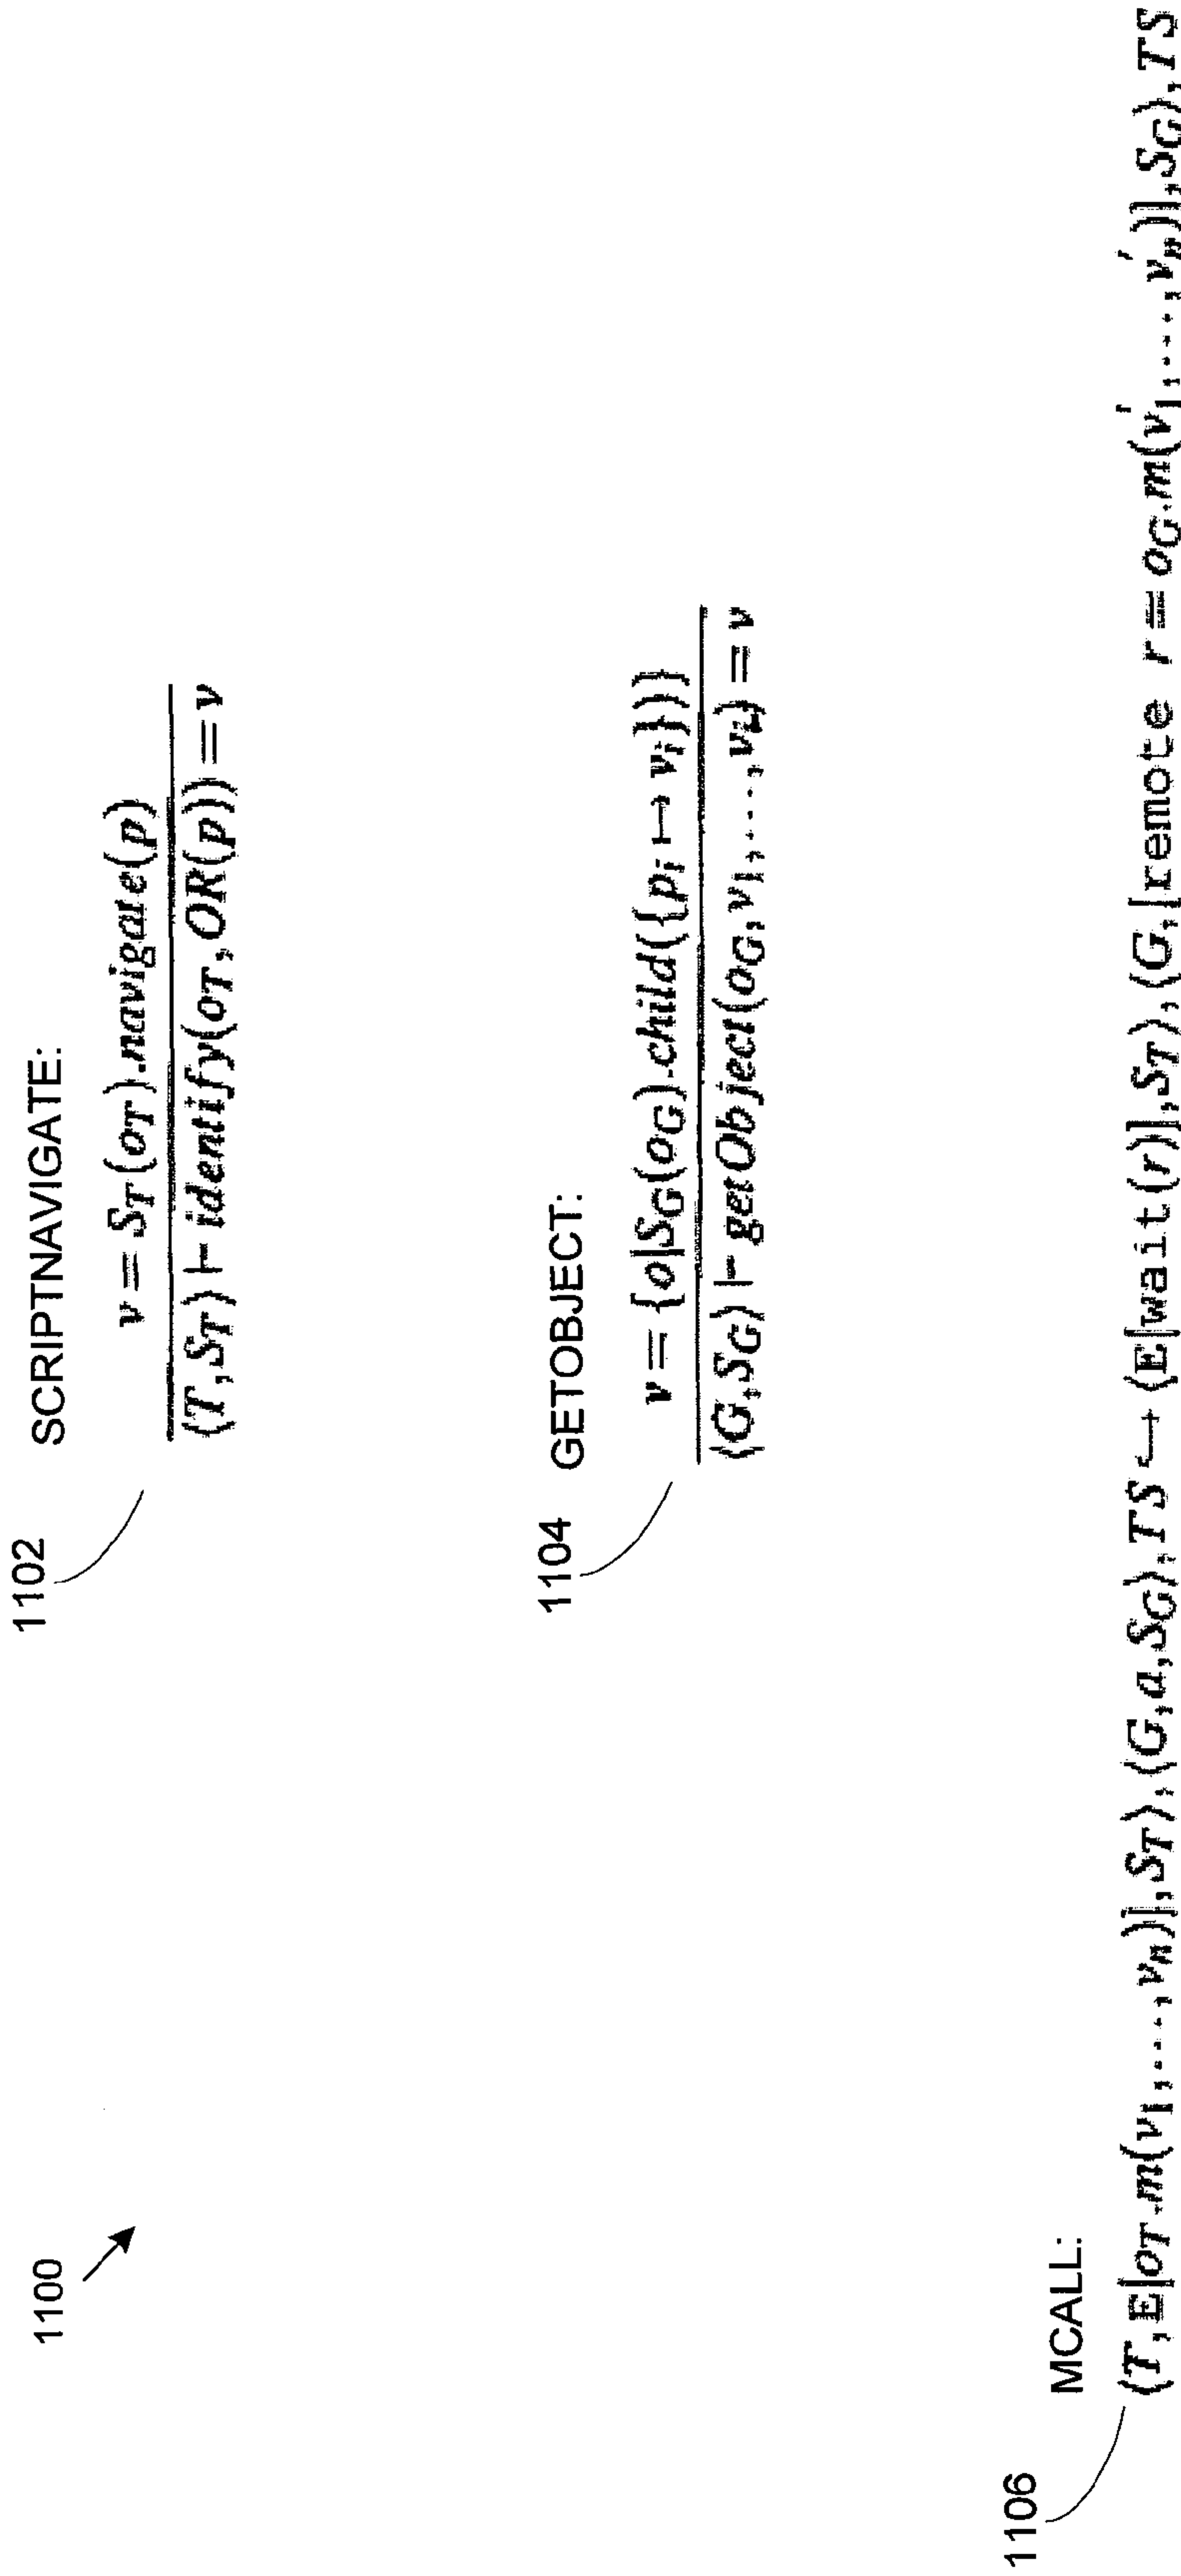 1100
1102
SCRIPTNAVIGATE:
v = S_T(o_T).navigate(p)
(T,S_T) ⊢ identify(o_T,OR(p)) = v
1104
GETOBJECT:
v = {o|S_G(o_G).child({p_i ↦ v_i})}
⟨G,S_G⟩ ⊢ getObject(o_G,v_1,...,v_k) = v
1106
MCALL:
⟨T,E[o_T.m(v_1,...,v_n)],S_T⟩,⟨G,a,S_G⟩,TS ↪ ⟨E[wait(r)],S_T⟩,⟨G,[remote r = o_G.m(v′_1,...,v′_n)],S_G⟩,TS